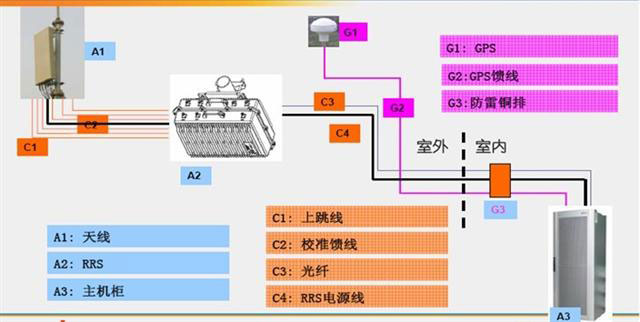 A1
G1
G1: GPS
G2:GPS馈线
G3:防雷铜排
C3
G2
C2
C1
C4
A2
室外
室内
G3
A1: 天线
A2: RRS
A3: 主机柜
C1: 上跳线
C2: 校准馈线
C3: 光纤
C4: RRS电源线
A3